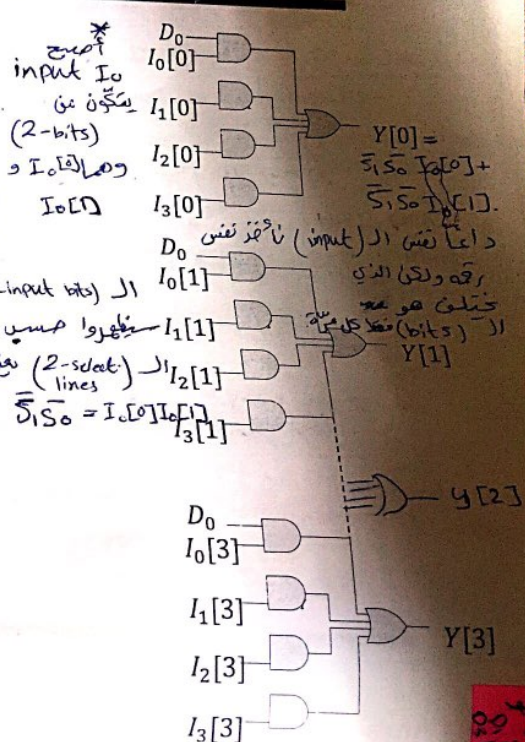 *
أصبح
input I₀
يتكون من
(2-bits)
وهما I₀[0] و
I₀[1]
D₀
I₀[0]
I₁[0]
I₂[0]
I₃[0]
Y[0] =
S̄₁S̄₀ I₀[0] +
S̄₁S̄₀ I₀[1].
دائماً نفس الـ (input) نأخذ نفس
رقمه ولكن الذي
يختلف هو
الـ (bits) فقط كل مرة
D₀
I₀[1]
I₁[1]
I₂[1]
I₃[1]
Y[1]
الـ (input bits
سيظهروا حسب
الـ (2-select lines)
S̄₁S̄₀ = I₀[0]I₀[1]
y[2]
D₀
I₀[3]
I₁[3]
I₂[3]
I₃[3]
Y[3]